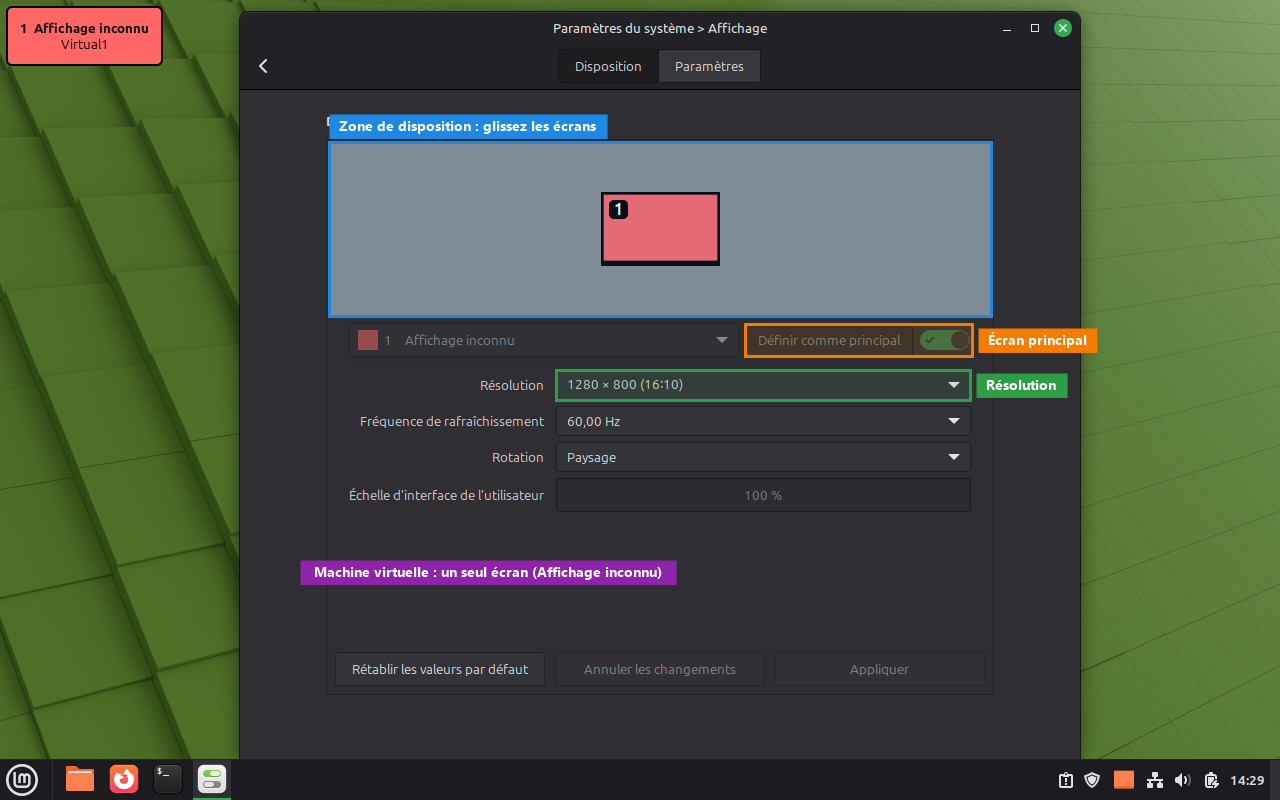 1 Affichage inconnu
Virtual1
Paramètres du système > Affichage
Disposition
Paramètres
Zone de disposition : glissez les écrans
1
1 Affichage inconnu
Définir comme principal
Écran principal
Résolution
1280 × 800 (16:10)
Résolution
Fréquence de rafraîchissement
60,00 Hz
Rotation
Paysage
Échelle d’interface de l’utilisateur
100 %
Machine virtuelle : un seul écran (Affichage inconnu)
Rétablir les valeurs par défaut
Annuler les changements
Appliquer
$_
14:29